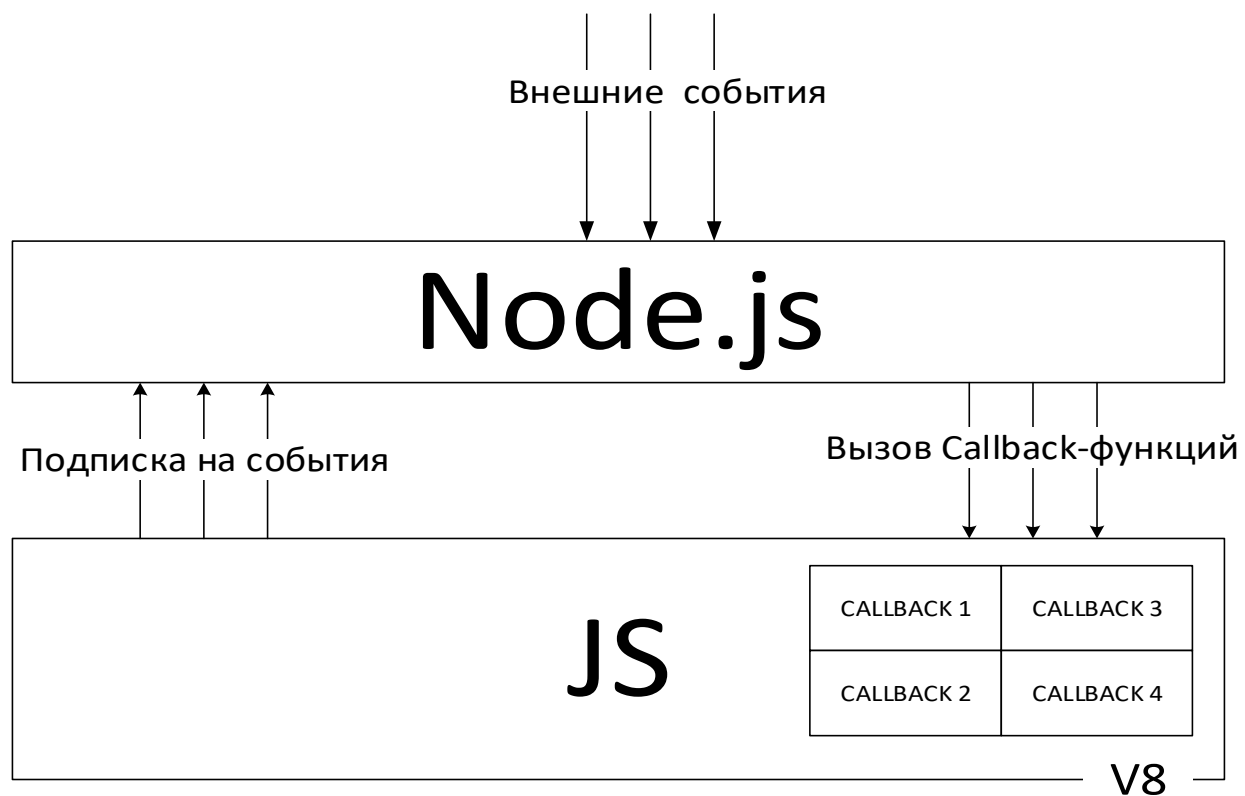 Внешние события
Node.js
Подписка на события
Вызов Callback-функций
JS
CALLBACK 1
CALLBACK 3
CALLBACK 2
CALLBACK 4
V8